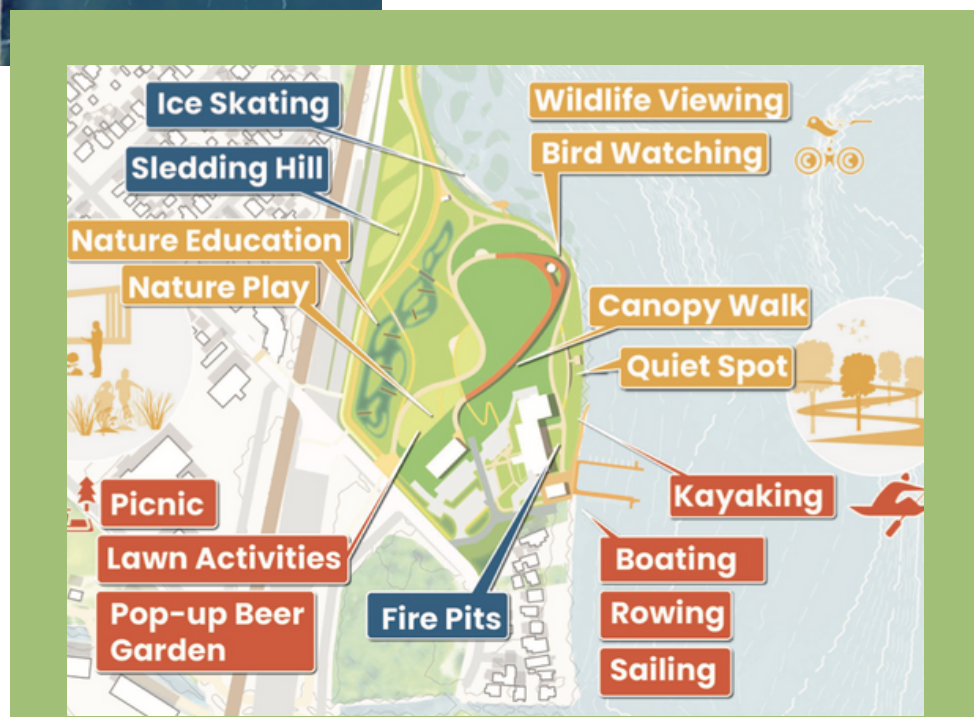 Ice Skating
Wildlife Viewing
Bird Watching
Sledding Hill
Nature Education
Nature Play
Canopy Walk
Quiet Spot
Picnic
Kayaking
Lawn Activities
Boating
Pop-up Beer
Garden
Fire Pits
Rowing
Sailing